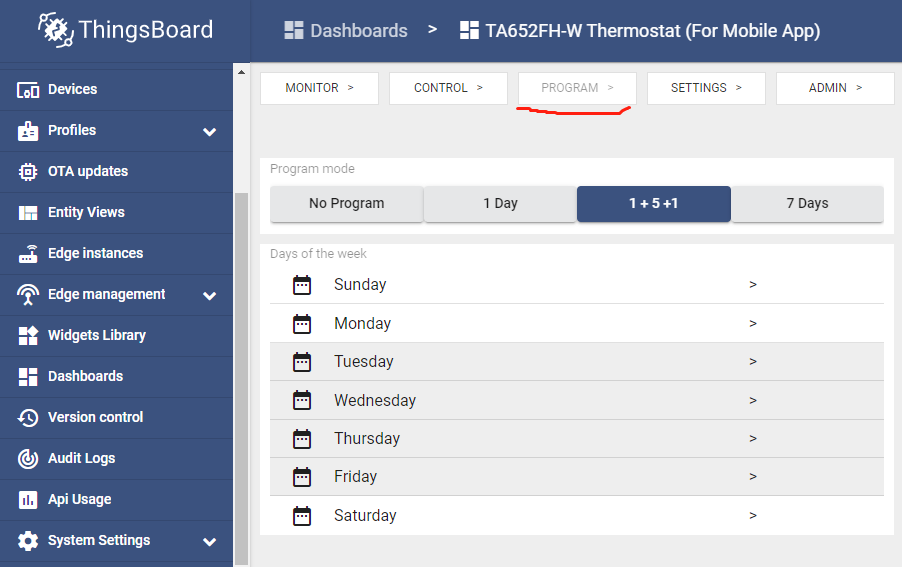 ThingsBoard
Dashboards > TA652FH-W Thermostat (For Mobile App)
Devices
Profiles
OTA updates
Entity Views
Edge instances
Edge management
Widgets Library
Dashboards
Version control
Audit Logs
Api Usage
System Settings
MONITOR > CONTROL > PROGRAM > SETTINGS > ADMIN >
Program mode
No Program 1 Day 1 + 5 +1 7 Days
Days of the week
Sunday >
Monday >
Tuesday >
Wednesday >
Thursday >
Friday >
Saturday >